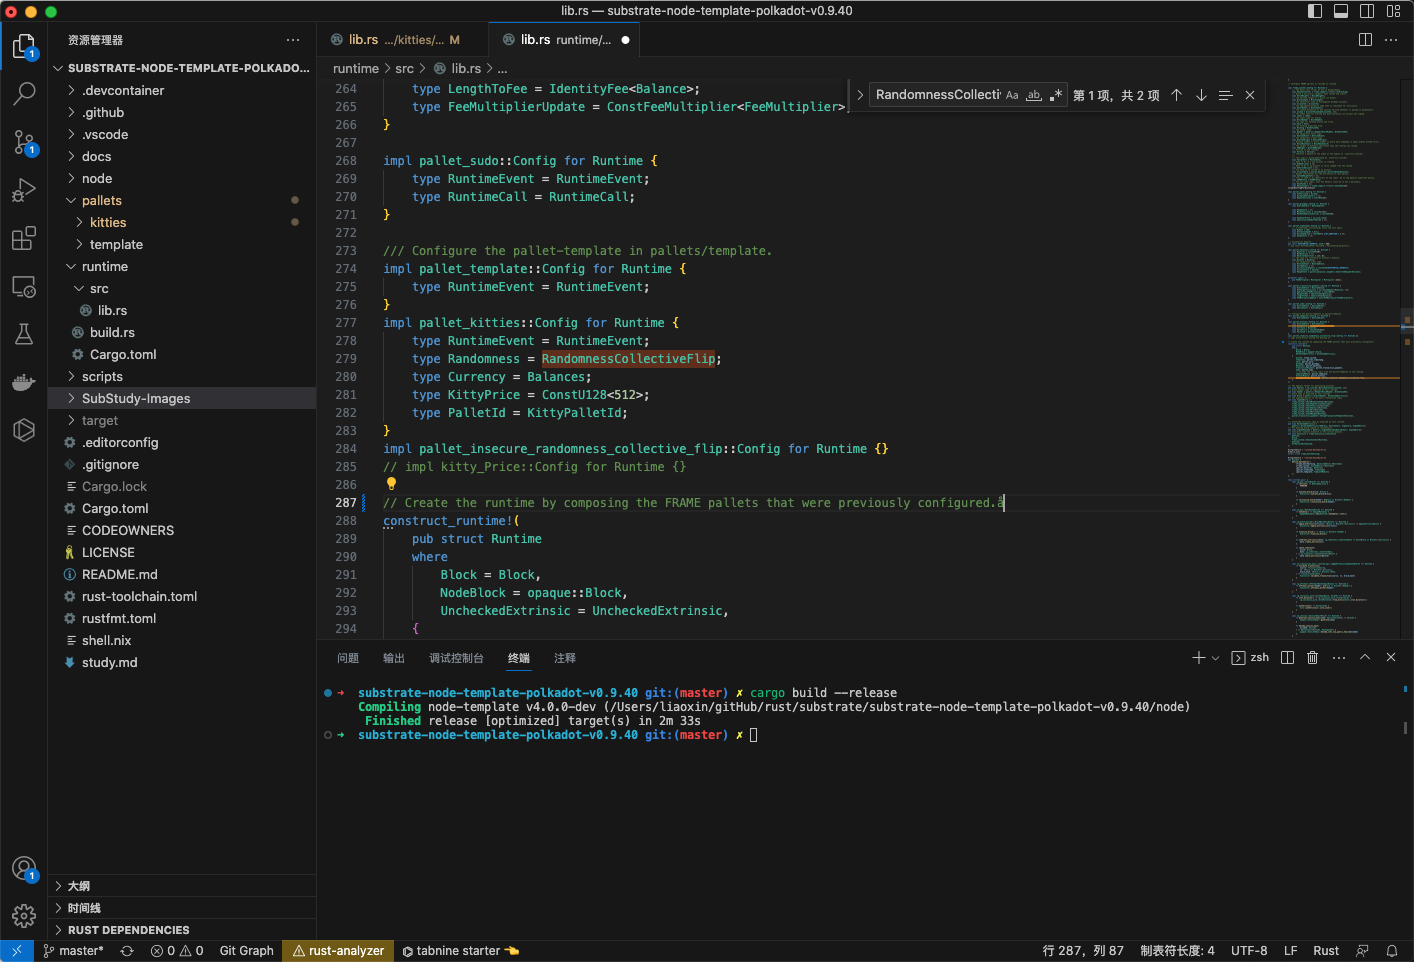 lib.rs — substrate-node-template-polkadot-v0.9.40
资源管理器
SUBSTRATE-NODE-TEMPLATE-POLKADO...
.devcontainer
.github
.vscode
docs
node
pallets
kitties
template
runtime
src
lib.rs
build.rs
Cargo.toml
scripts
SubStudy-Images
target
.editorconfig
.gitignore
Cargo.lock
Cargo.toml
CODEOWNERS
LICENSE
README.md
rust-toolchain.toml
rustfmt.toml
shell.nix
study.md
大纲
时间线
RUST DEPENDENCIES
1
1
1
lib.rs .../kitties/... M
lib.rs runtime/...
runtime > src > lib.rs > ...
RandomnessCollecti Aa ab .* 第 1 项，共 2 项
264 type LengthToFee = IdentityFee<Balance>;
265 type FeeMultiplierUpdate = ConstFeeMultiplier<FeeMultiplier>
266 }
267
268 impl pallet_sudo::Config for Runtime {
269 type RuntimeEvent = RuntimeEvent;
270 type RuntimeCall = RuntimeCall;
271 }
272
273 /// Configure the pallet-template in pallets/template.
274 impl pallet_template::Config for Runtime {
275 type RuntimeEvent = RuntimeEvent;
276 }
277 impl pallet_kitties::Config for Runtime {
278 type RuntimeEvent = RuntimeEvent;
279 type Randomness = RandomnessCollectiveFlip;
280 type Currency = Balances;
281 type KittyPrice = ConstU128<512>;
282 type PalletId = KittyPalletId;
283 }
284 impl pallet_insecure_randomness_collective_flip::Config for Runtime {}
285 // impl kitty_Price::Config for Runtime {}
286
287 // Create the runtime by composing the FRAME pallets that were previously configured.å
288 construct_runtime!(
289 pub struct Runtime
290 where
291 Block = Block,
292 NodeBlock = opaque::Block,
293 UncheckedExtrinsic = UncheckedExtrinsic,
294 {
问题 输出 调试控制台 终端 注释
zsh
➜ substrate-node-template-polkadot-v0.9.40 git:(master) ✗ cargo build --release
Compiling node-template v4.0.0-dev (/Users/liaoxin/gitHub/rust/substrate/substrate-node-template-polkadot-v0.9.40/node)
Finished release [optimized] target(s) in 2m 33s
➜ substrate-node-template-polkadot-v0.9.40 git:(master) ✗
master* 0 0 Git Graph rust-analyzer tabnine starter 👈 行 287，列 87 制表符长度: 4 UTF-8 LF Rust